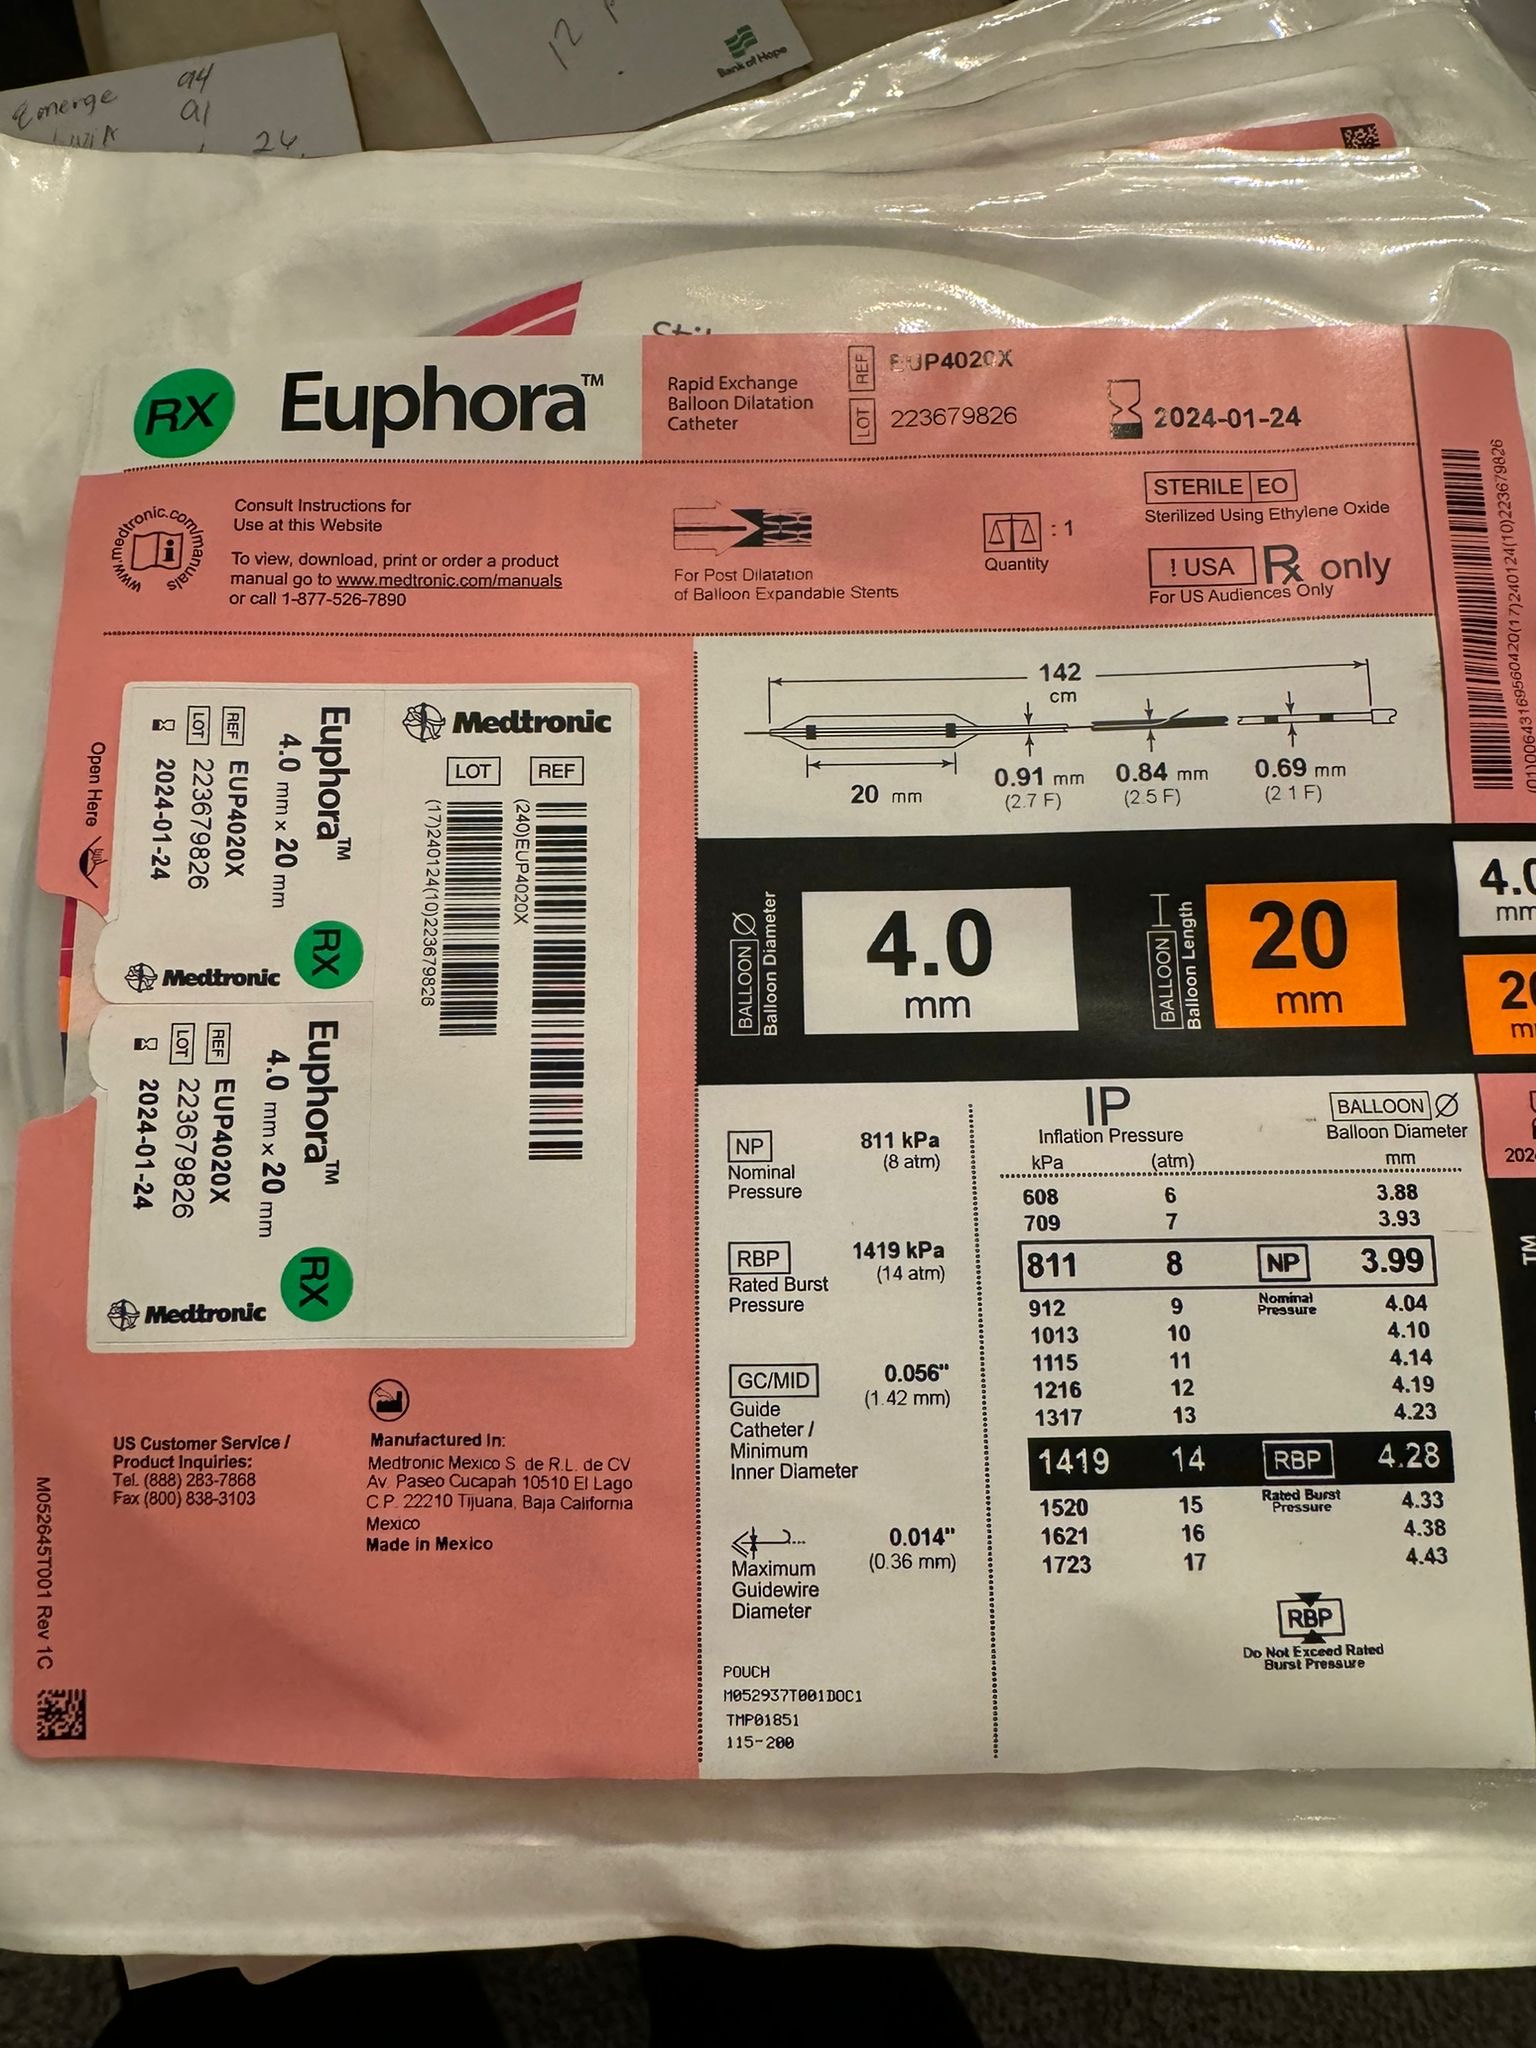 Emerge 94
91
26
12
Bank of Hope
RX
Euphora™
Rapid Exchange
Balloon Dilatation
Catheter
REF EUP4020X
LOT 223679826
2024-01-24
www.medtronic.com/manuals
Consult Instructions for
Use at this Website
To view, download, print or order a product
manual go to www.medtronic.com/manuals
or call 1-877-526-7890
For Post Dilatation
of Balloon Expandable Stents
: 1
Quantity
STERILE EO
Sterilized Using Ethylene Oxide
! USA Rx only
For US Audiences Only
(01)00643169560420(17)240124(10)223679826
Open Here
Euphora™
4.0 mm x 20 mm
REF EUP4020X
LOT 223679826
2024-01-24
RX
Medtronic
Euphora™
4.0 mm x 20 mm
REF EUP4020X
LOT 223679826
2024-01-24
RX
Medtronic
Medtronic
LOT REF
(240)EUP4020X
(17)240124(10)223679826
142
cm
20 mm
0.91 mm
(2.7 F)
0.84 mm
(2.5 F)
0.69 mm
(2.1 F)
BALLOON Ø
Balloon Diameter
4.0
mm
BALLOON
Balloon Length
20
mm
4.0
mm
20
NP 811 kPa
(8 atm)
Nominal
Pressure
RBP 1419 kPa
(14 atm)
Rated Burst
Pressure
GC/MID 0.056"
(1.42 mm)
Guide
Catheter /
Minimum
Inner Diameter
0.014"
(0.36 mm)
Maximum
Guidewire
Diameter
POUCH
M052937T001DOC1
TMP01851
115-200
IP
Inflation Pressure
BALLOON Ø
Balloon Diameter
kPa (atm) mm
608 6 3.88
709 7 3.93
811 8 NP 3.99
Nominal
Pressure
912 9 4.04
1013 10 4.10
1115 11 4.14
1216 12 4.19
1317 13 4.23
1419 14 RBP 4.28
Rated Burst
Pressure
1520 15 4.33
1621 16 4.38
1723 17 4.43
RBP
Do Not Exceed Rated
Burst Pressure
US Customer Service /
Product Inquiries:
Tel. (888) 283-7868
Fax (800) 838-3103
Manufactured In:
Medtronic Mexico S. de R.L. de CV
Av. Paseo Cucapah 10510 El Lago
C.P. 22210 Tijuana, Baja California
Mexico
Made in Mexico
M052645T001 Rev 1C
TM